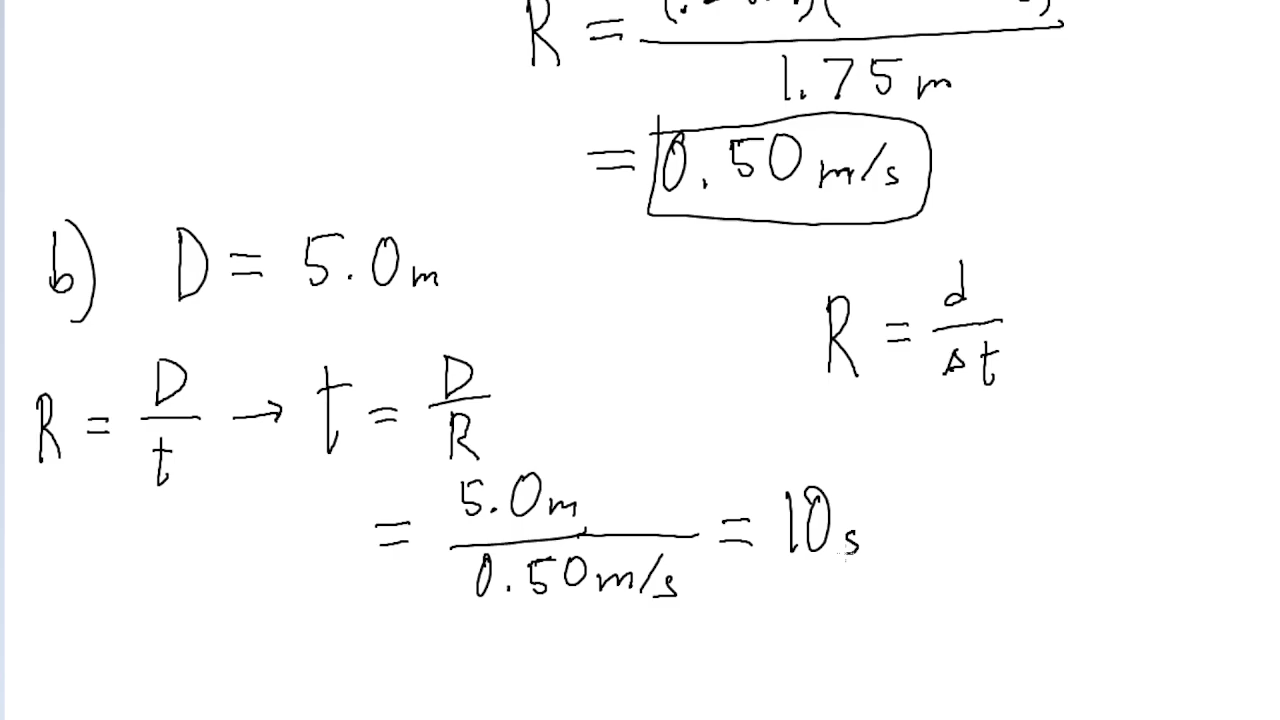 R =
1.75 m
= 0.50 m/s
b) D = 5.0 m
R = d/Δt
R = D/t → t = D/R
= 5.0 m / 0.50 m/s = 10 s